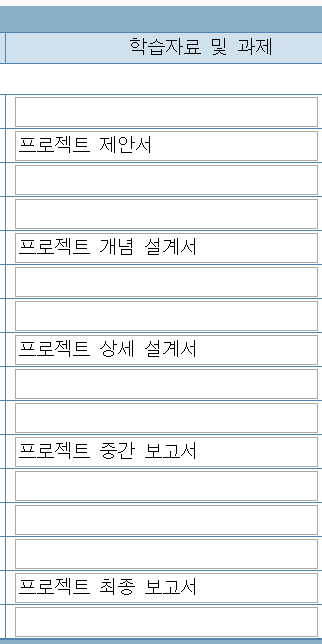 학습자료 및 과제
프로젝트 제안서
프로젝트 개념 설계서
프로젝트 상세 설계서
프로젝트 중간 보고서
프로젝트 최종 보고서